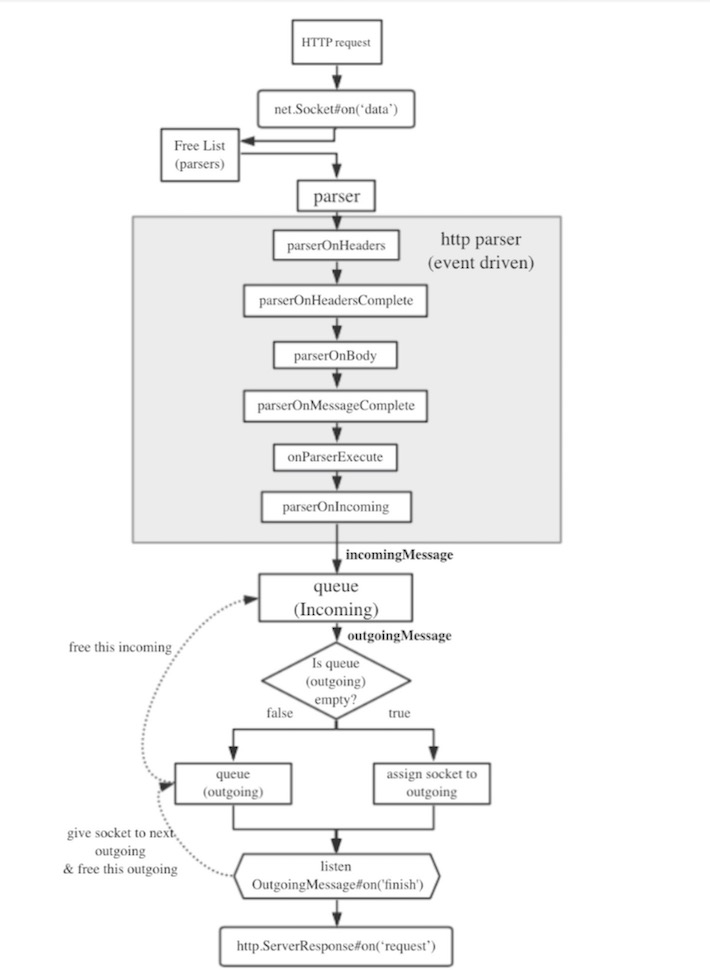 HTTP request
net.Socket#on(‘data’)
Free List
(parsers)
parser
http parser
(event driven)
parserOnHeaders
parserOnHeadersComplete
parserOnBody
parserOnMessageComplete
onParserExecute
parserOnIncoming
incomingMessage
queue
(Incoming)
outgoingMessage
free this incoming
Is queue
(outgoing)
empty?
false
true
queue
(outgoing)
assign socket to
outgoing
give socket to next
outgoing
& free this outgoing
listen
OutgoingMessage#on('finish')
http.ServerResponse#on(‘request’)